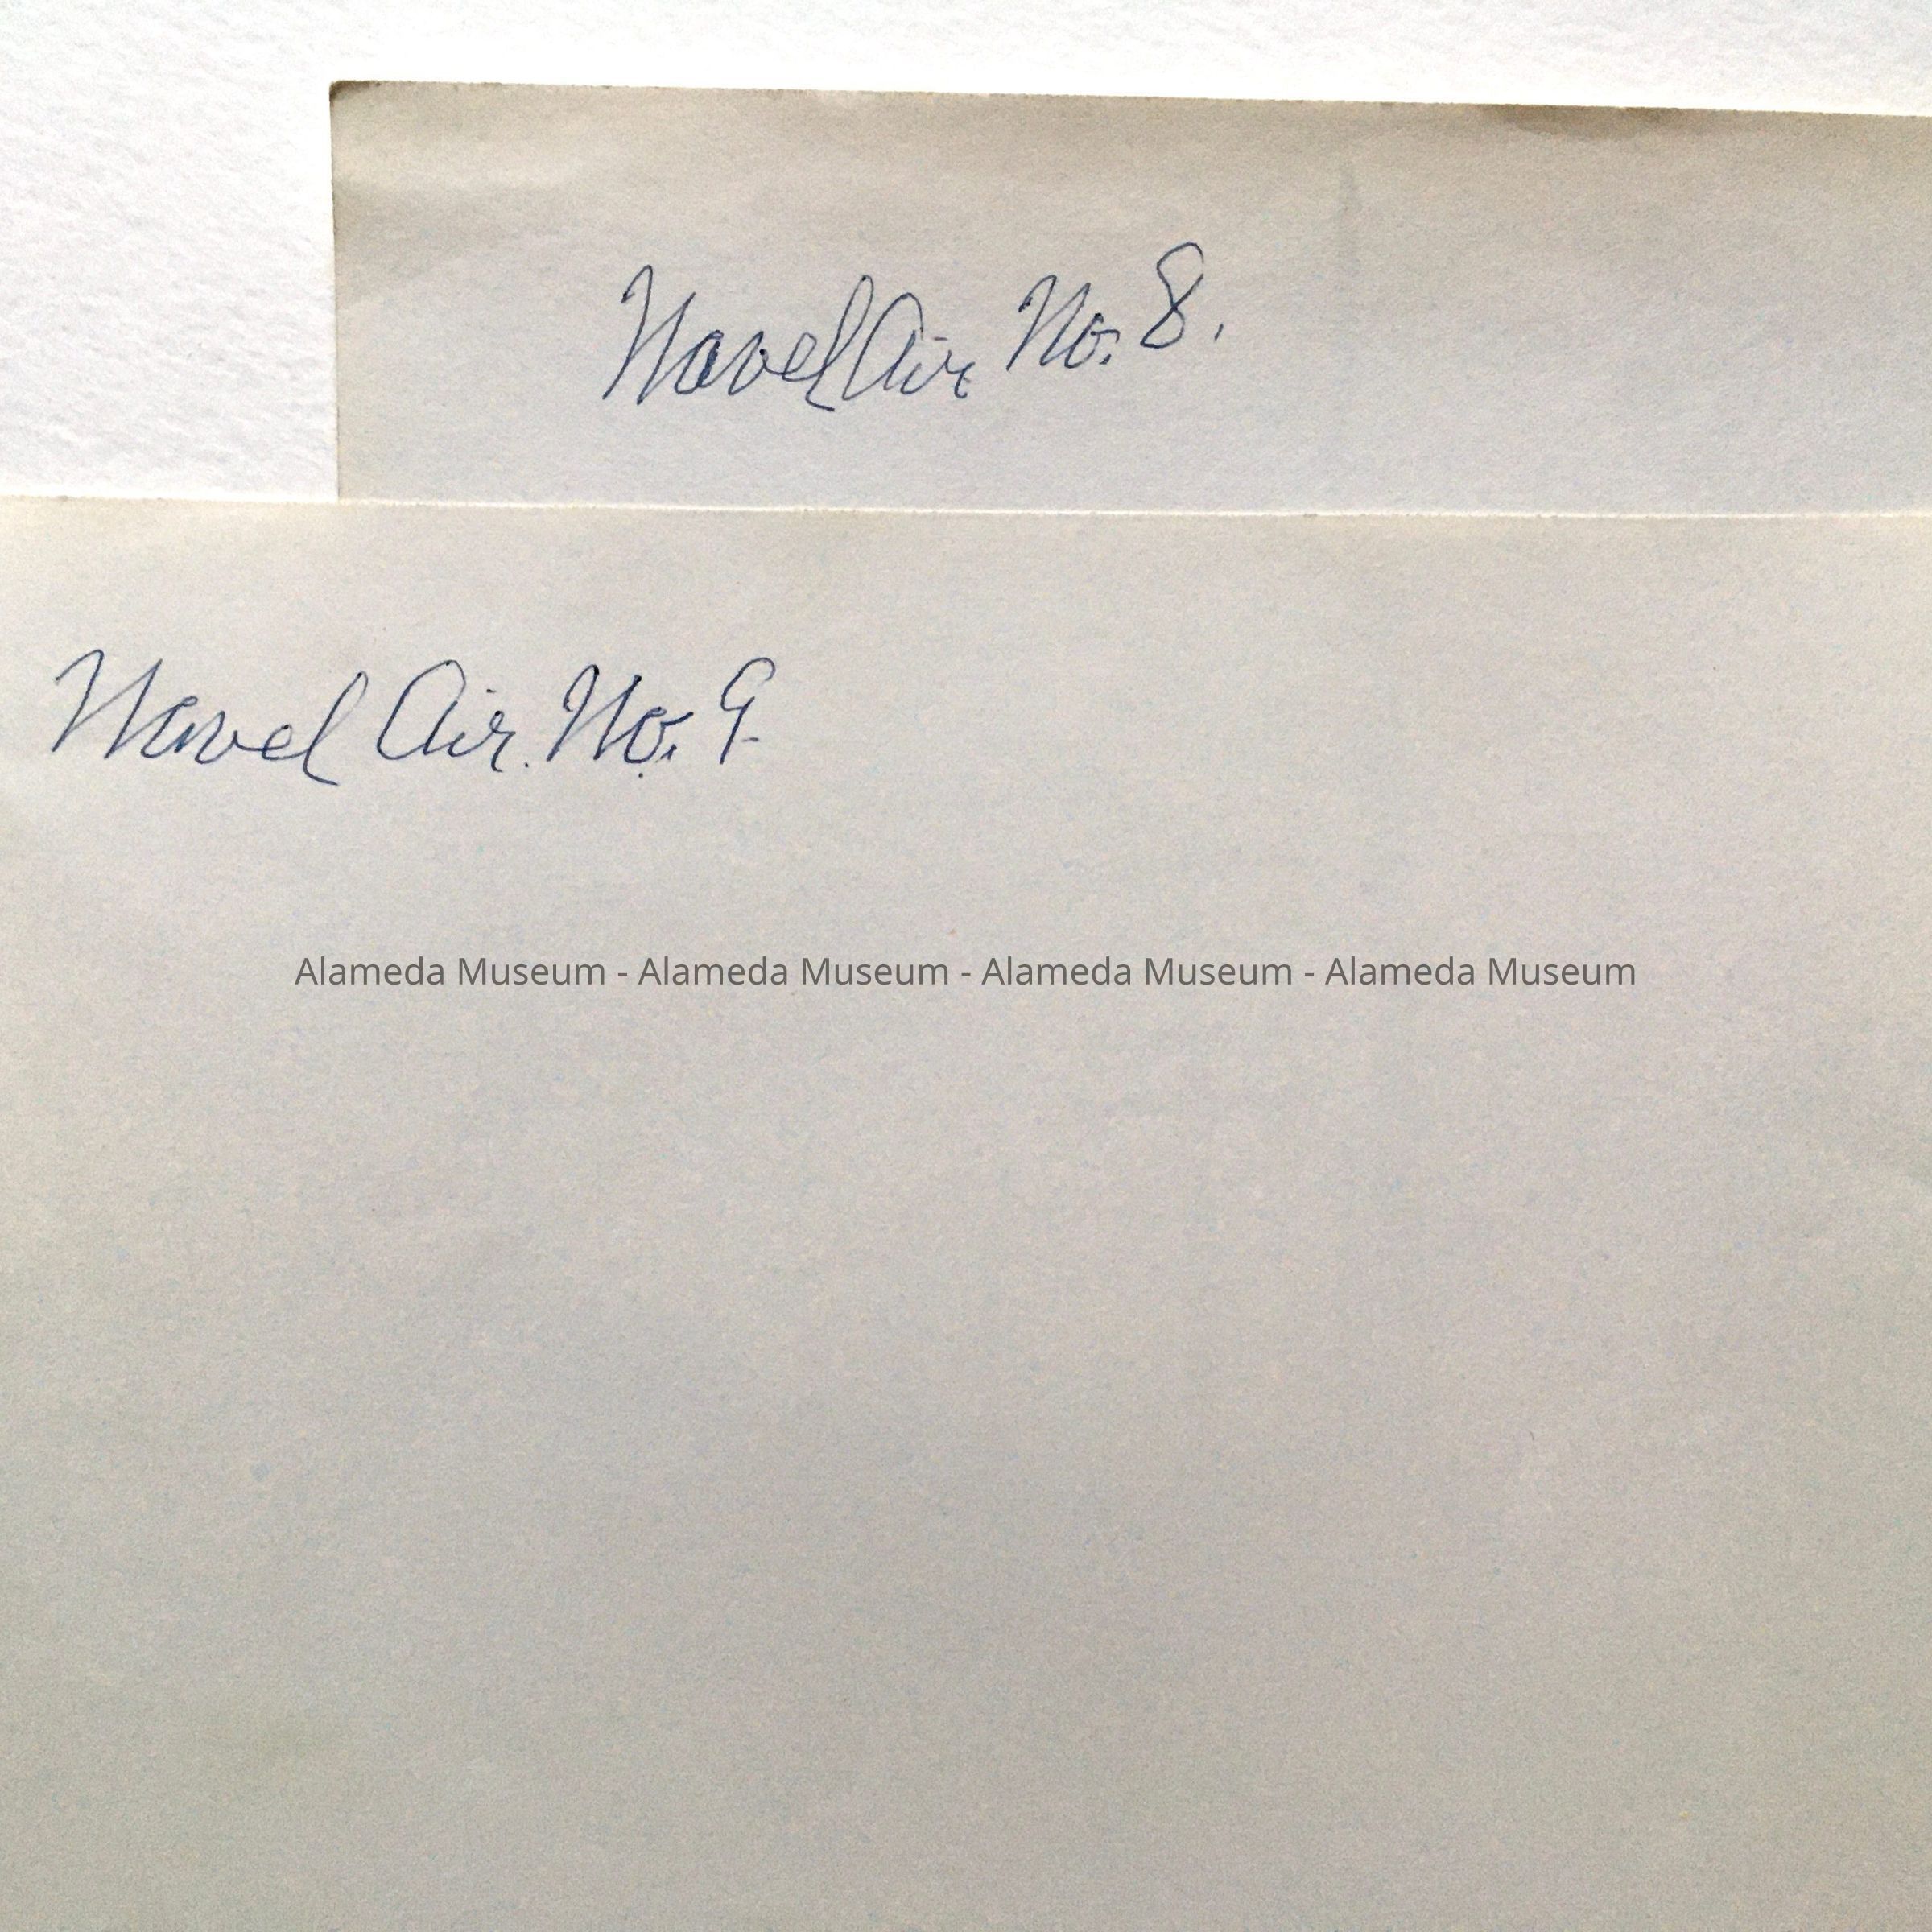 Navel Air No. 8.
Navel Air. No. 9.
Alameda Museum - Alameda Museum - Alameda Museum - Alameda Museum